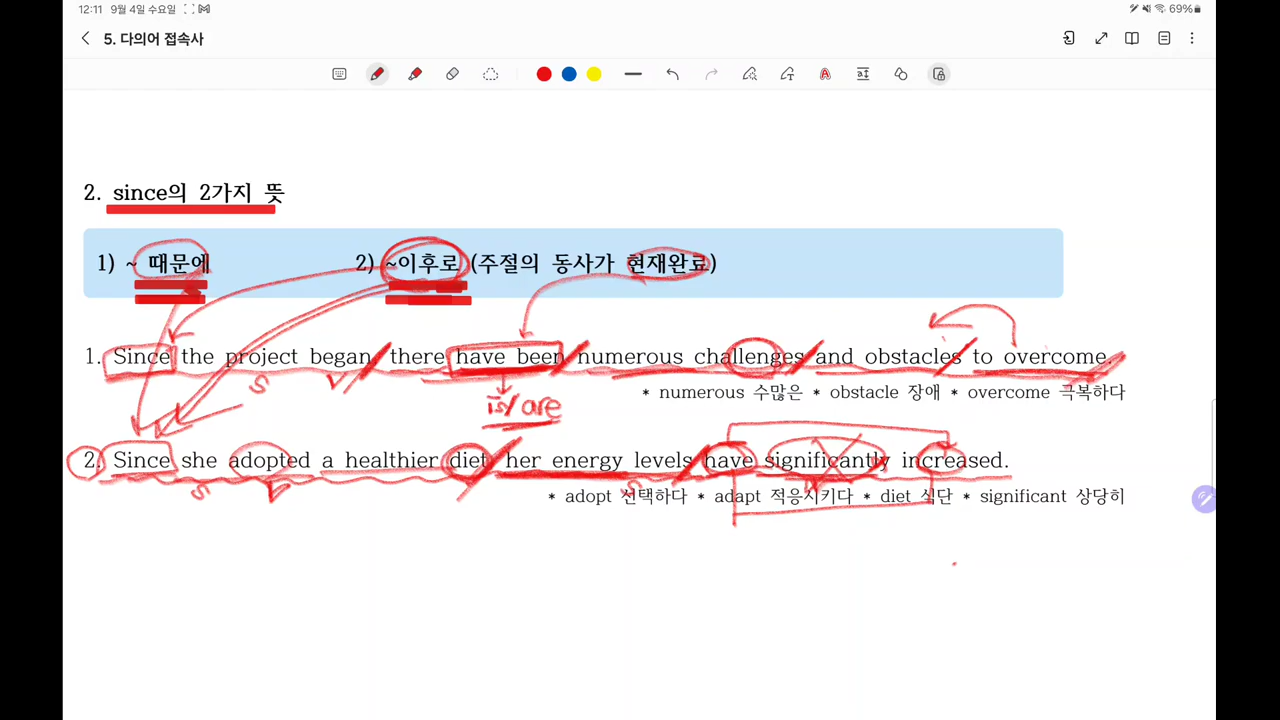 12:11 9월 4일 수요일
69%
5. 다의어 접속사
2. since의 2가지 뜻
1) ~ 때문에 2) ~이후로 (주절의 동사가 현재완료)
1. Since the project began, there have been numerous challenges and obstacles to overcome.
* numerous 수많은 * obstacle 장애 * overcome 극복하다
S V
is/are
2. Since she adopted a healthier diet, her energy levels have significantly increased.
S V S
* adopt 선택하다 * adapt 적응시키다 * diet 식단 * significant 상당히